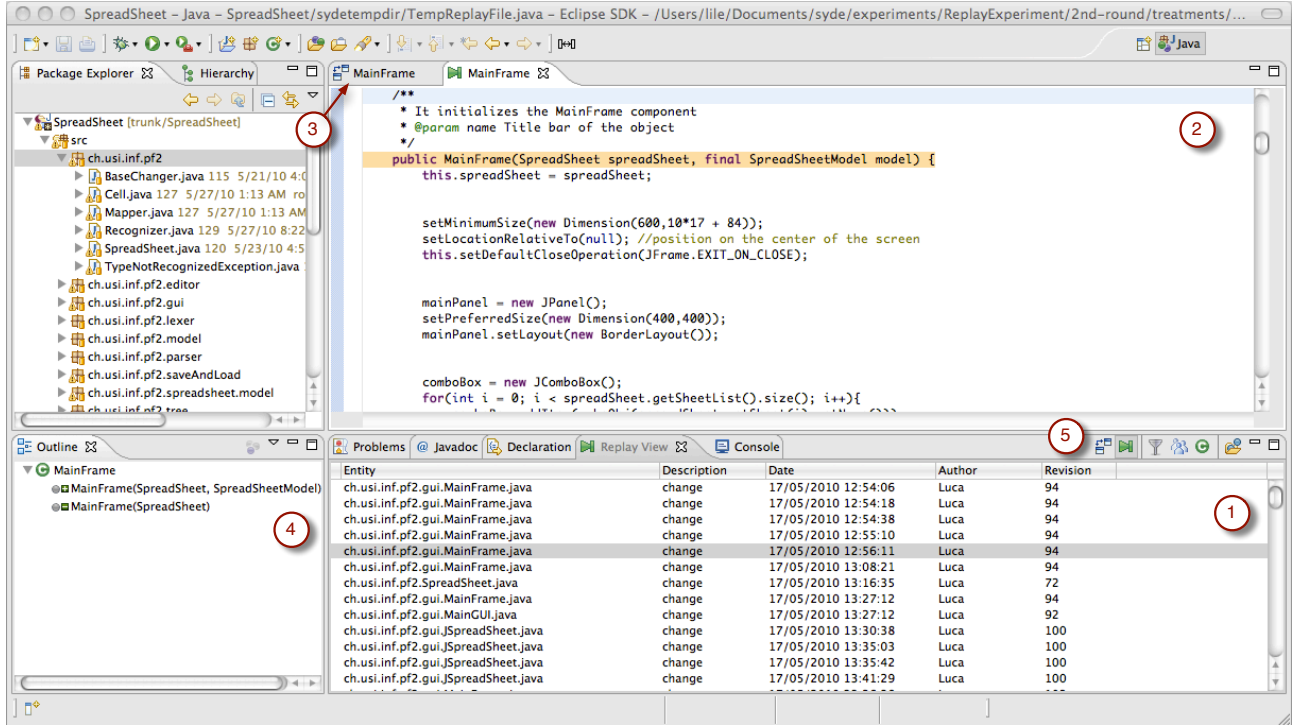 SpreadSheet – Java – SpreadSheet/sydetempdir/TempReplayFile.java – Eclipse SDK – /Users/lile/Documents/syde/experiments/ReplayExperiment/2nd-round/treatments/...
Java
Package Explorer
Hierarchy
SpreadSheet [trunk/SpreadSheet]
src
ch.usi.inf.pf2
BaseChanger.java 115 5/21/10 4:0
Cell.java 127 5/27/10 1:13 AM ro
Mapper.java 127 5/27/10 1:13 AM
Recognizer.java 129 5/27/10 8:22
SpreadSheet.java 120 5/23/10 4:5
TypeNotRecognizedException.java
ch.usi.inf.pf2.editor
ch.usi.inf.pf2.gui
ch.usi.inf.pf2.lexer
ch.usi.inf.pf2.model
ch.usi.inf.pf2.parser
ch.usi.inf.pf2.saveAndLoad
ch.usi.inf.pf2.spreadsheet.model
ch.usi.inf.pf2.tree
3
MainFrame
MainFrame
2
/**
* It initializes the MainFrame component
* @param name Title bar of the object
*/
public MainFrame(SpreadSheet spreadSheet, final SpreadSheetModel model) {
this.spreadSheet = spreadSheet;
setMinimumSize(new Dimension(600,10*17 + 84));
setLocationRelativeTo(null); //position on the center of the screen
this.setDefaultCloseOperation(JFrame.EXIT_ON_CLOSE);
mainPanel = new JPanel();
setPreferredSize(new Dimension(400,400));
mainPanel.setLayout(new BorderLayout());
comboBox = new JComboBox();
for(int i = 0; i < spreadSheet.getSheetList().size(); i++){
Outline
MainFrame
MainFrame(SpreadSheet, SpreadSheetModel)
MainFrame(SpreadSheet)
4
Problems
@ Javadoc
Declaration
Replay View
Console
5
Entity Description Date Author Revision
ch.usi.inf.pf2.gui.MainFrame.java change 17/05/2010 12:54:06 Luca 94
ch.usi.inf.pf2.gui.MainFrame.java change 17/05/2010 12:54:18 Luca 94
ch.usi.inf.pf2.gui.MainFrame.java change 17/05/2010 12:54:38 Luca 94
ch.usi.inf.pf2.gui.MainFrame.java change 17/05/2010 12:55:10 Luca 94
ch.usi.inf.pf2.gui.MainFrame.java change 17/05/2010 12:56:11 Luca 94
ch.usi.inf.pf2.gui.MainFrame.java change 17/05/2010 13:08:21 Luca 94
ch.usi.inf.pf2.SpreadSheet.java change 17/05/2010 13:16:35 Luca 72
ch.usi.inf.pf2.gui.MainFrame.java change 17/05/2010 13:27:12 Luca 94
ch.usi.inf.pf2.gui.MainGUI.java change 17/05/2010 13:27:12 Luca 92
ch.usi.inf.pf2.gui.JSpreadSheet.java change 17/05/2010 13:30:38 Luca 100
ch.usi.inf.pf2.gui.JSpreadSheet.java change 17/05/2010 13:35:03 Luca 100
ch.usi.inf.pf2.gui.JSpreadSheet.java change 17/05/2010 13:35:42 Luca 100
ch.usi.inf.pf2.gui.JSpreadSheet.java change 17/05/2010 13:41:29 Luca 100
1